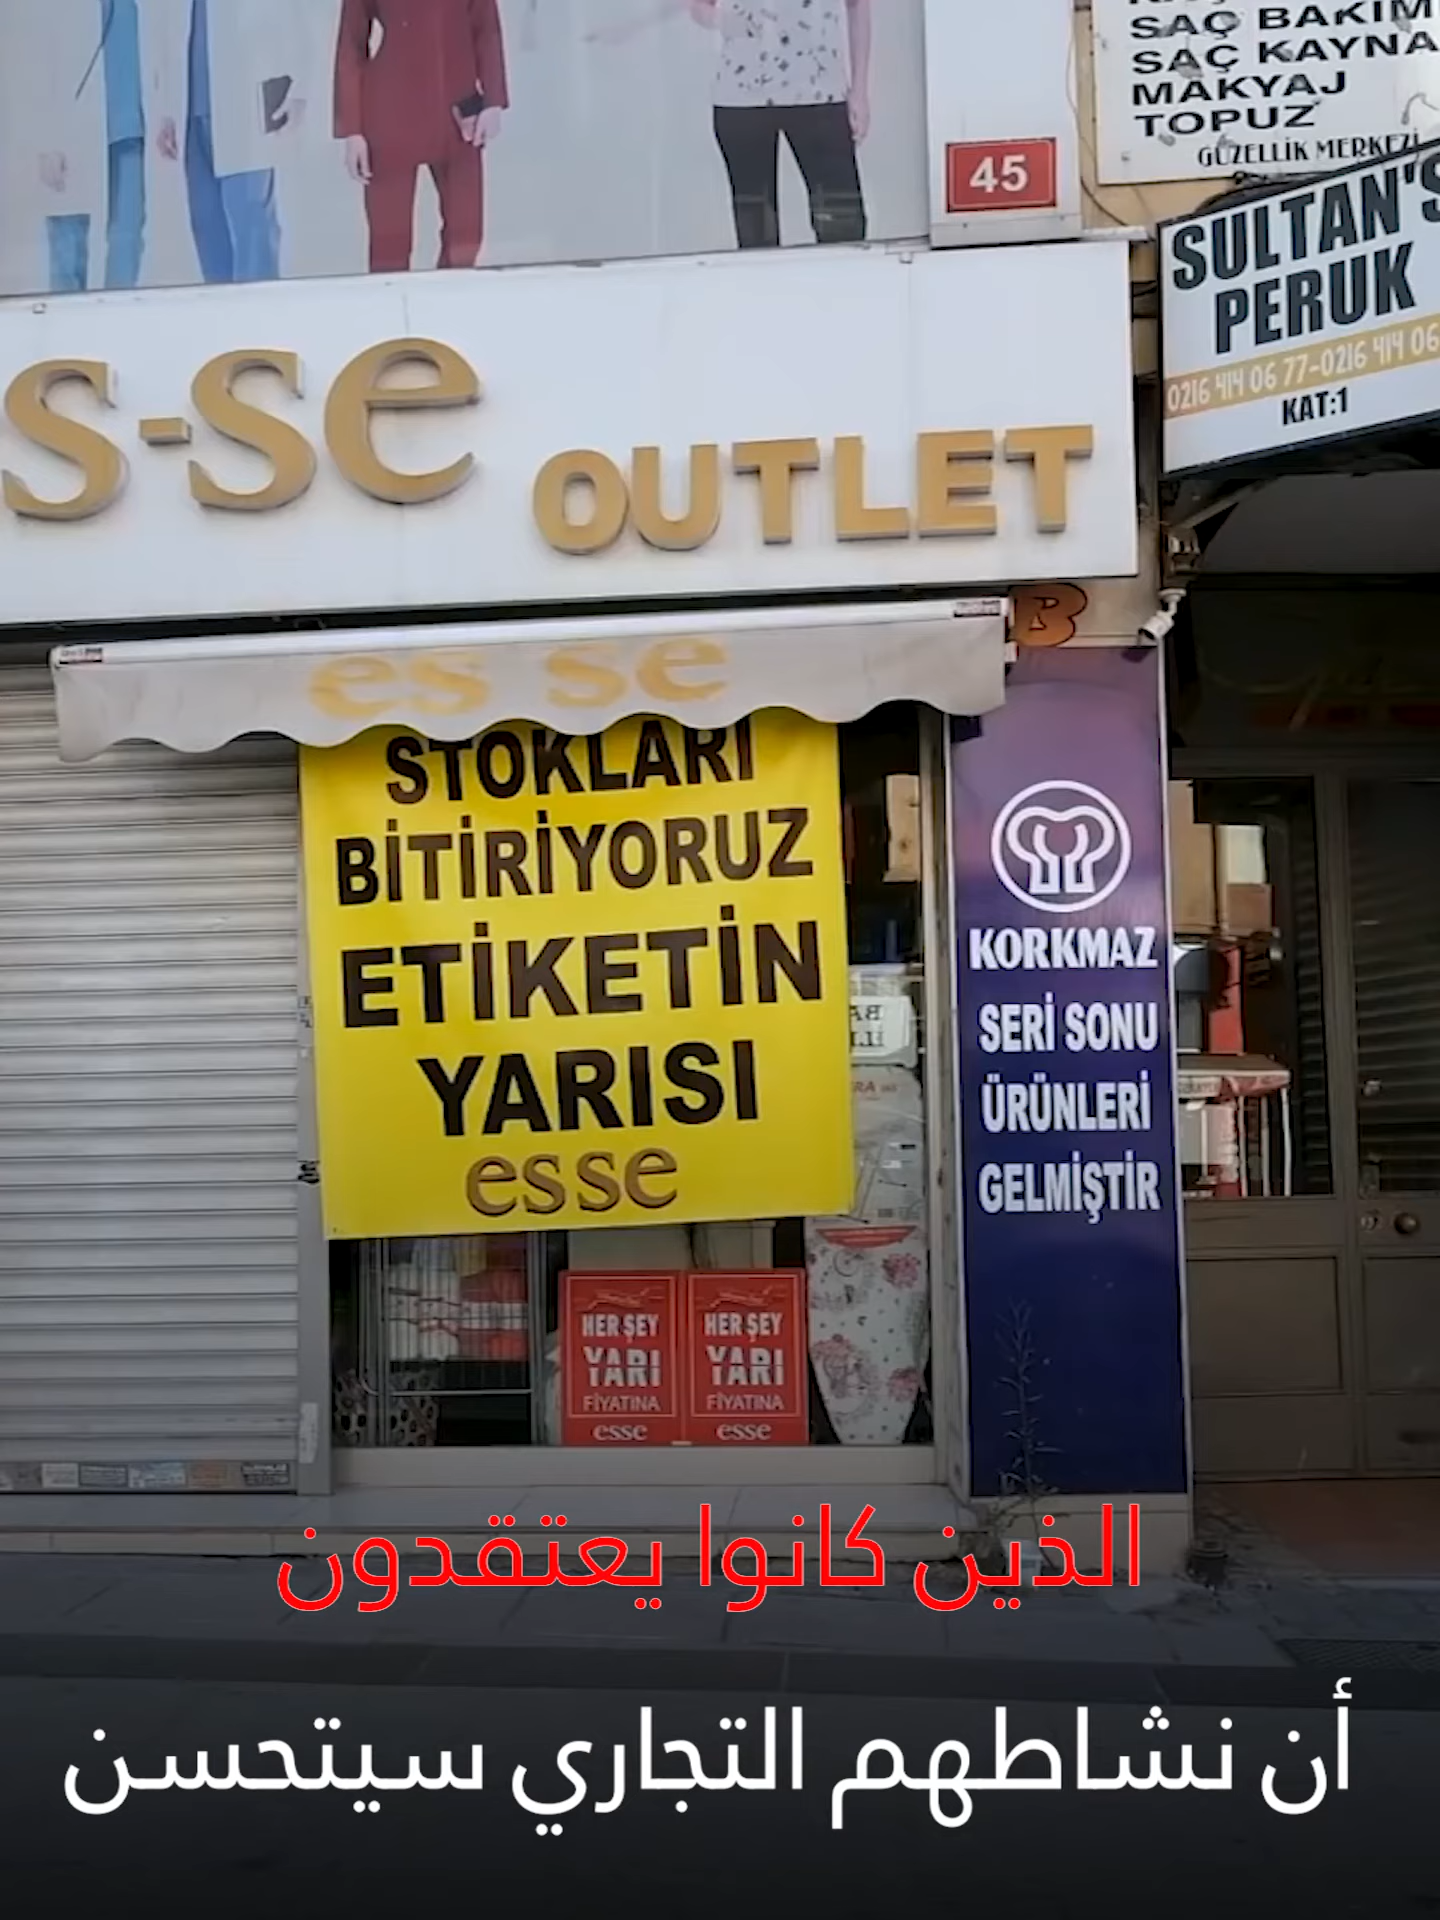 SAÇ BAKIM
SAÇ KAYNA
MAKYAJ
TOPUZ
GÜZELLİK MERKEZİ
45
SULTAN'S
PERUK
0216 414 06 77-0216 414 06
KAT:1
s-se OUTLET
B
es se
STOKLARI
BİTİRİYORUZ
ETİKETİN
YARISI
esse
KORKMAZ
SERİ SONU
ÜRÜNLERİ
GELMİŞTİR
HER ŞEY
YARI
FİYATINA
esse
HER ŞEY
YARI
FİYATINA
esse
الذين كانوا يعتقدون
أن نشاطهم التجاري سيتحسن